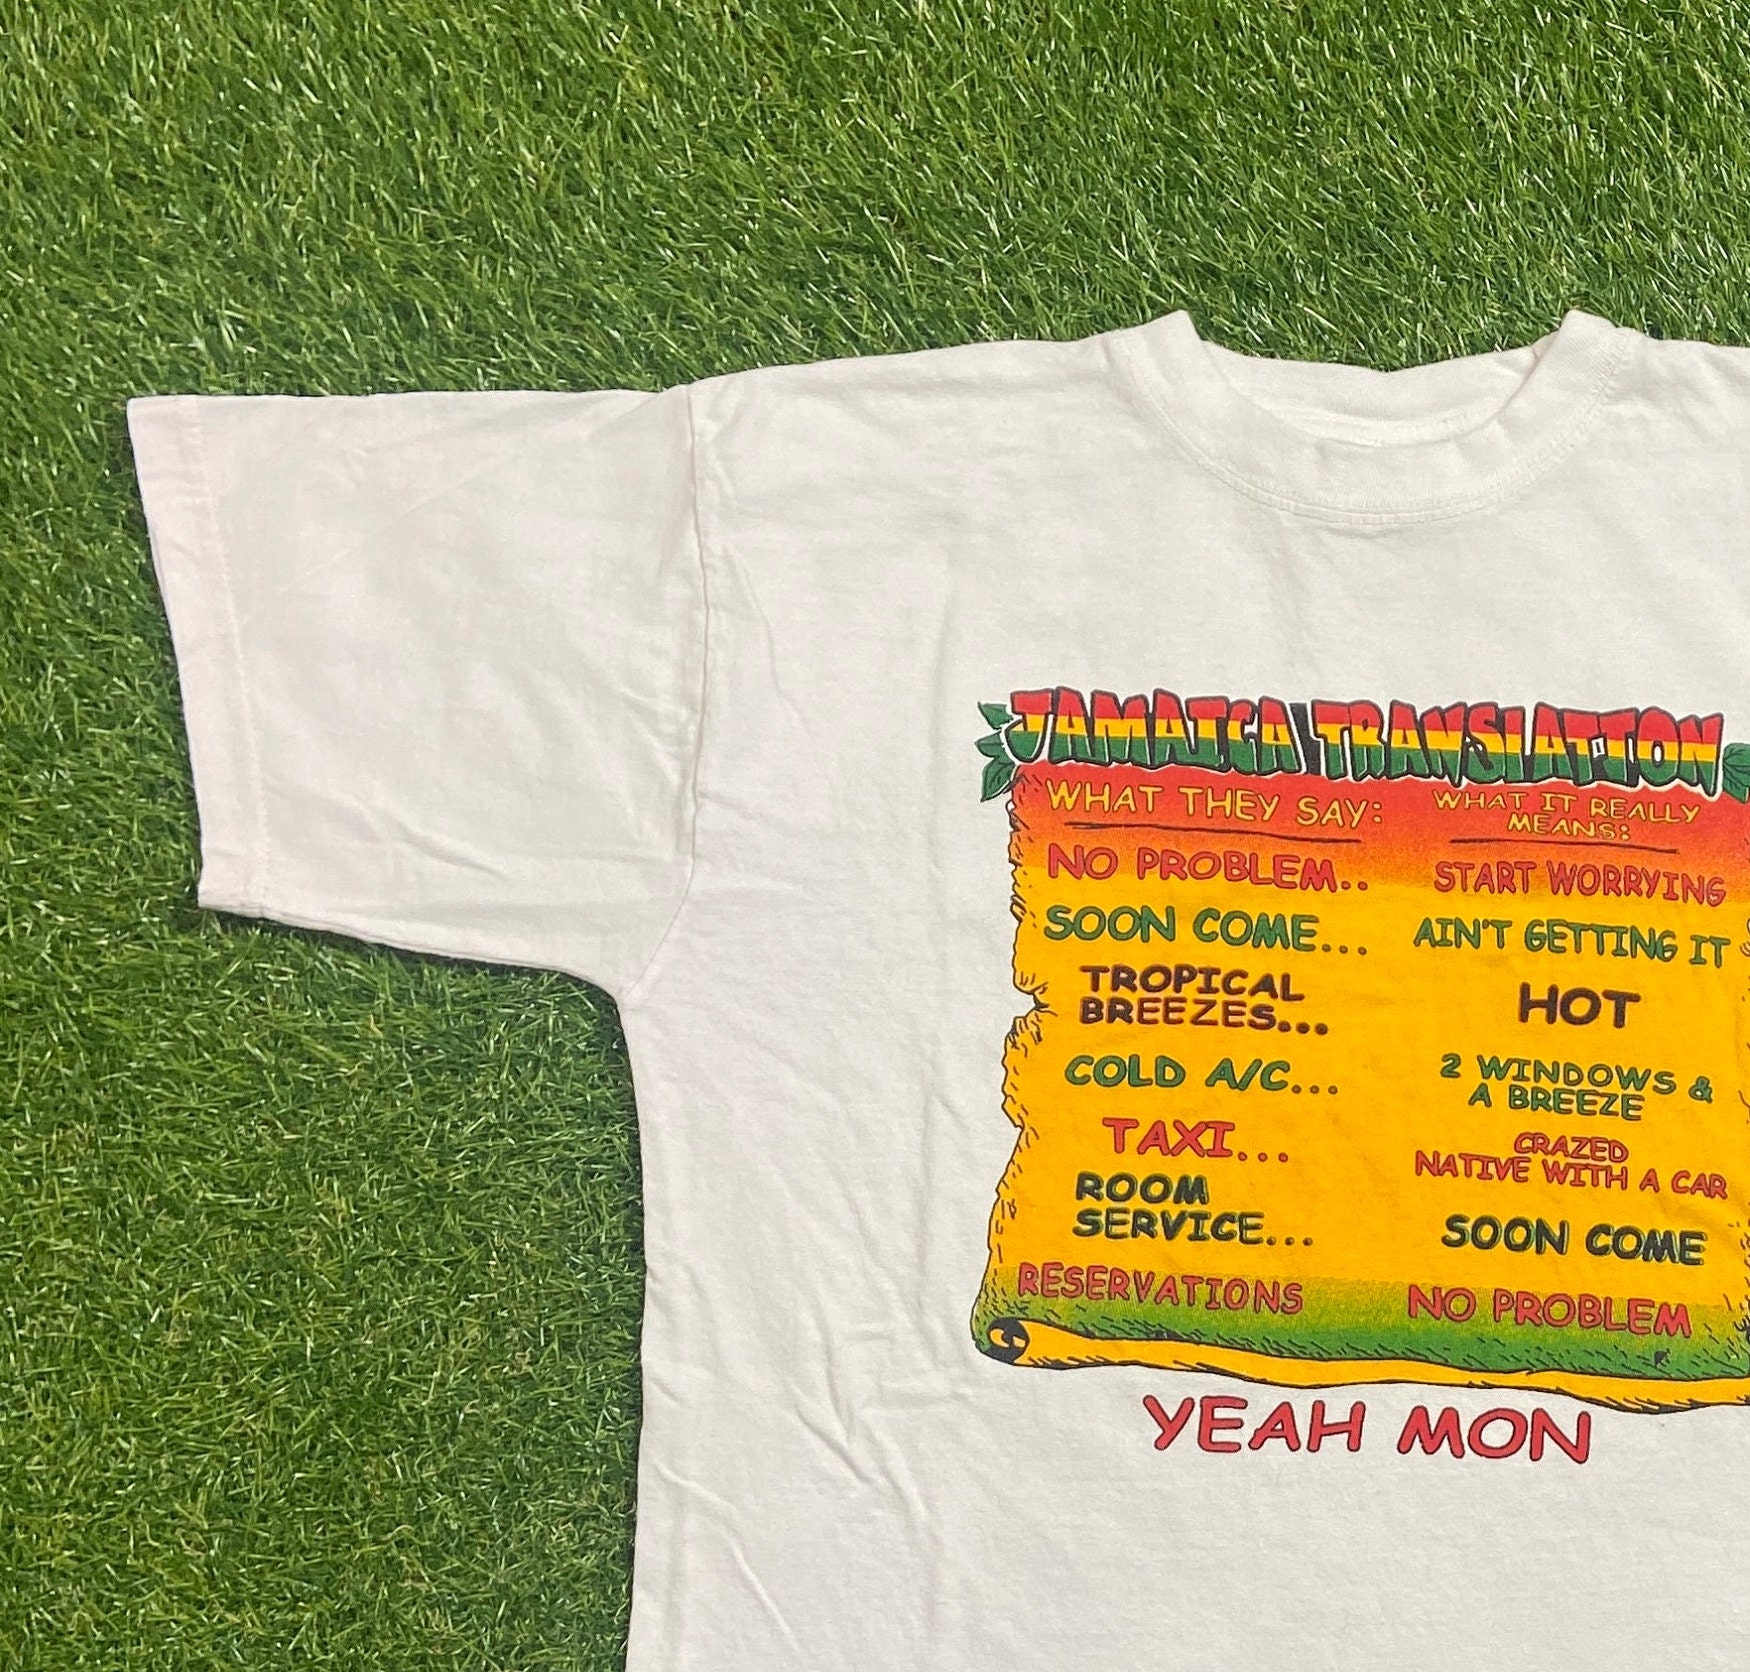 JAMAICA TRANSLATION
WHAT THEY SAY: WHAT IT REALLY
MEANS:
NO PROBLEM.. START WORRYING
SOON COME... AIN'T GETTING IT
TROPICAL
BREEZES... HOT
COLD A/C... 2 WINDOWS &
A BREEZE
TAXI... CRAZED
NATIVE WITH A CAR
ROOM
SERVICE... SOON COME
RESERVATIONS NO PROBLEM
YEAH MON